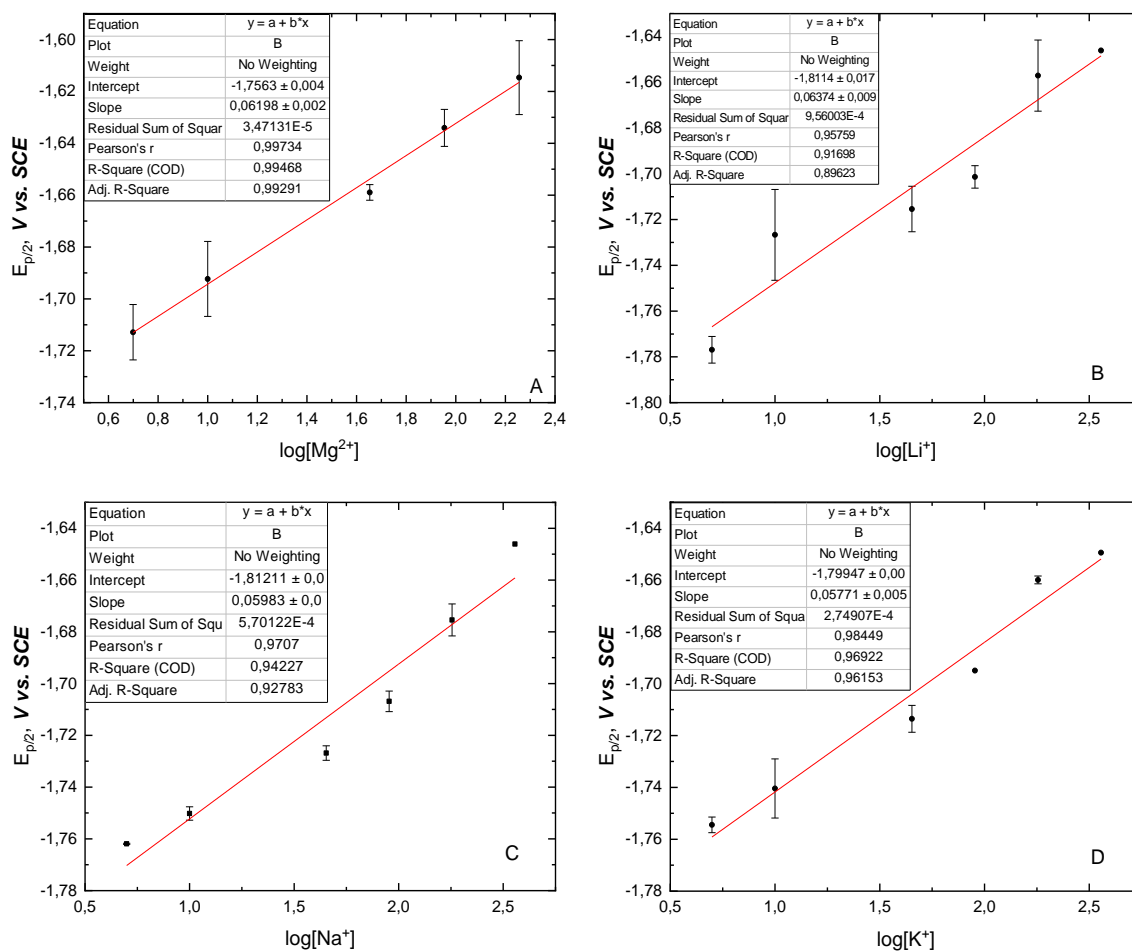 Equation y = a + b*x
Plot B
Weight No Weighting
Intercept -1,7563 ± 0,004
Slope 0,06198 ± 0,002
Residual Sum of Squar 3,47131E-5
Pearson's r 0,99734
R-Square (COD) 0,99468
Adj. R-Square 0,99291
-1,60
-1,62
-1,64
-1,66
-1,68
-1,70
-1,72
-1,74
E_p/2, V vs. SCE
A
0,6 0,8 1,0 1,2 1,4 1,6 1,8 2,0 2,2 2,4
log[Mg²⁺]
Equation y = a + b*x
Plot B
Weight No Weighting
Intercept -1,8114 ± 0,017
Slope 0,06374 ± 0,009
Residual Sum of Squar 9,56003E-4
Pearson's r 0,95759
R-Square (COD) 0,91698
Adj. R-Square 0,89623
-1,64
-1,66
-1,68
-1,70
-1,72
-1,74
-1,76
-1,78
-1,80
E_p/2, V vs. SCE
B
0,5 1,0 1,5 2,0 2,5
log[Li⁺]
Equation y = a + b*x
Plot B
Weight No Weighting
Intercept -1,81211 ± 0,0
Slope 0,05983 ± 0,0
Residual Sum of Squ 5,70122E-4
Pearson's r 0,9707
R-Square (COD) 0,94227
Adj. R-Square 0,92783
-1,64
-1,66
-1,68
-1,70
-1,72
-1,74
-1,76
-1,78
E_p/2, V vs. SCE
C
0,5 1,0 1,5 2,0 2,5
log[Na⁺]
Equation y = a + b*x
Plot B
Weight No Weighting
Intercept -1,79947 ± 0,00
Slope 0,05771 ± 0,005
Residual Sum of Squa 2,74907E-4
Pearson's r 0,98449
R-Square (COD) 0,96922
Adj. R-Square 0,96153
-1,64
-1,66
-1,68
-1,70
-1,72
-1,74
-1,76
-1,78
E_p/2, V vs. SCE
D
0,5 1,0 1,5 2,0 2,5
log[K⁺]